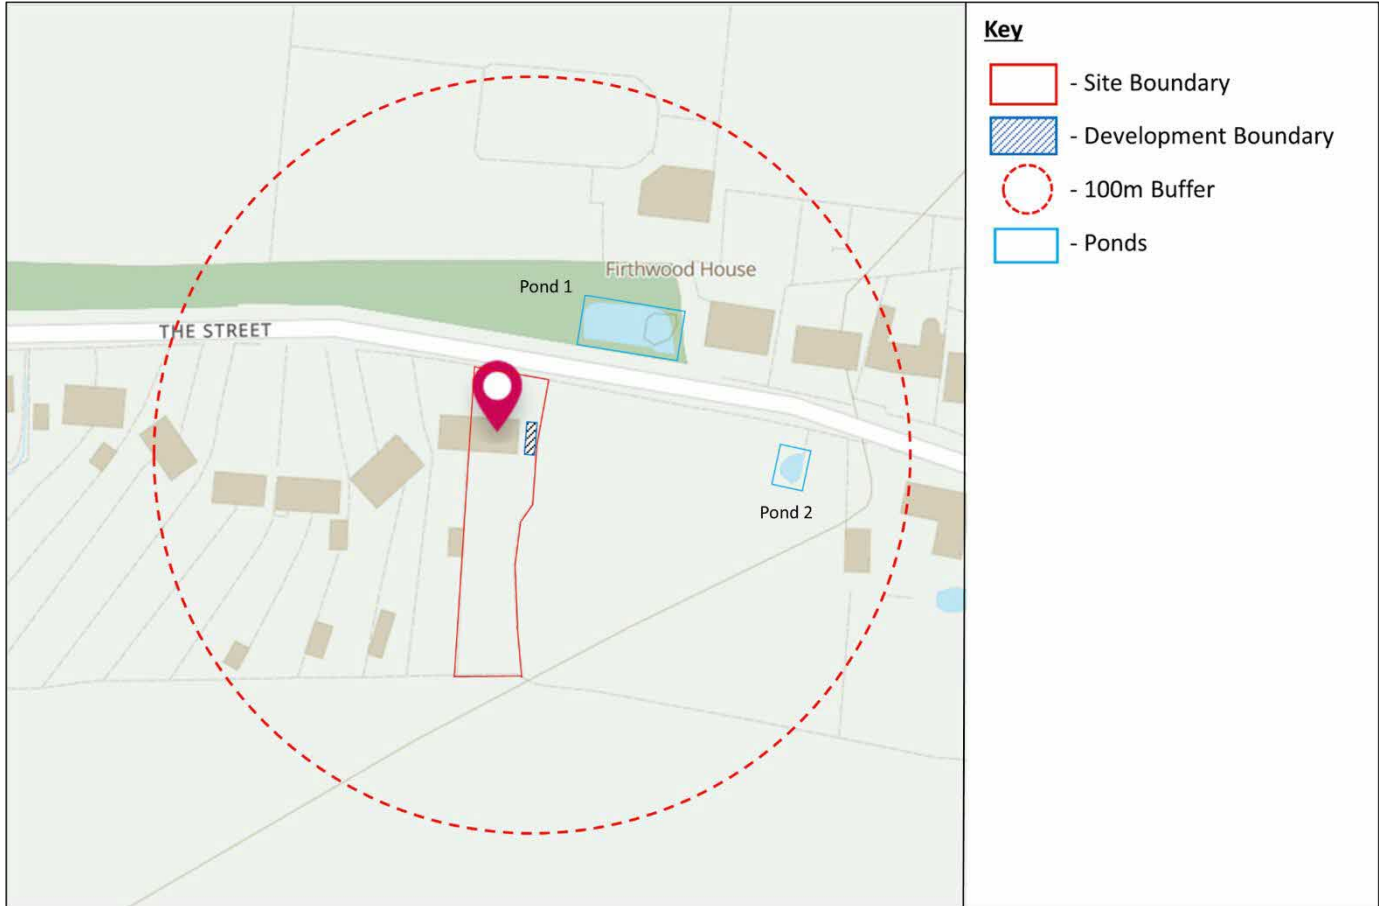 Key
- Site Boundary
- Development Boundary
- 100m Buffer
- Ponds
Firthwood House
Pond 1
THE STREET
Pond 2